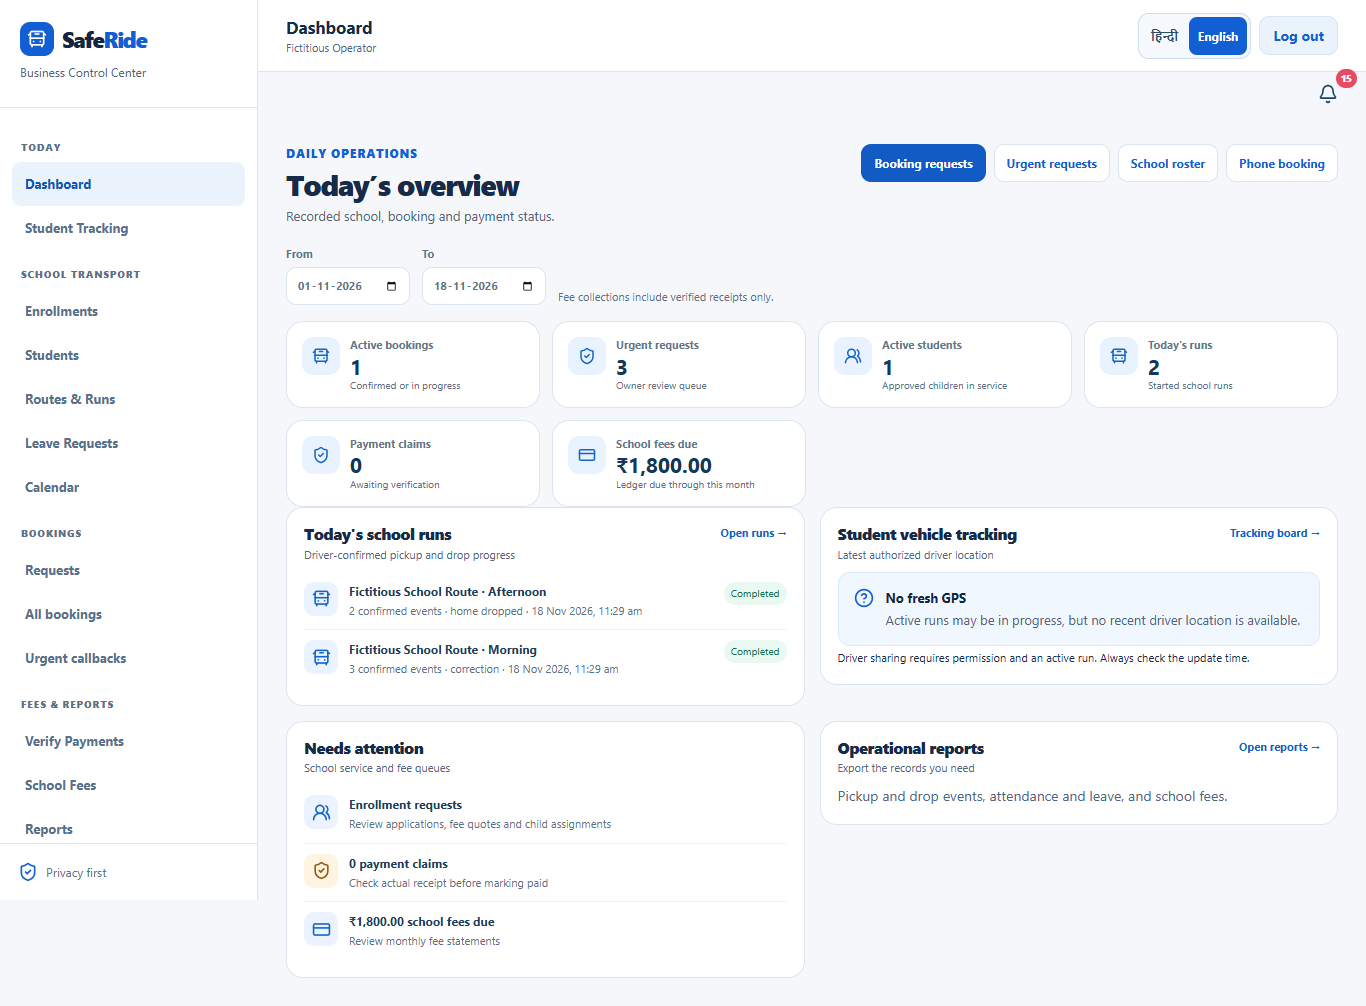 SafeRide
Business Control Center
TODAY
Dashboard
Student Tracking
SCHOOL TRANSPORT
Enrollments
Students
Routes & Runs
Leave Requests
Calendar
BOOKINGS
Requests
All bookings
Urgent callbacks
FEES & REPORTS
Verify Payments
School Fees
Reports
Privacy first
Dashboard
Fictitious Operator
हिन्दी English Log out
15
DAILY OPERATIONS
Today´s overview
Recorded school, booking and payment status.
Booking requests Urgent requests School roster Phone booking
From To
01-11-2026 18-11-2026 Fee collections include verified receipts only.
Active bookings
1
Confirmed or in progress
Urgent requests
3
Owner review queue
Active students
1
Approved children in service
Today's runs
2
Started school runs
Payment claims
0
Awaiting verification
School fees due
₹1,800.00
Ledger due through this month
Today's school runs Open runs →
Driver-confirmed pickup and drop progress
Fictitious School Route · Afternoon Completed
2 confirmed events · home dropped · 18 Nov 2026, 11:29 am
Fictitious School Route · Morning Completed
3 confirmed events · correction · 18 Nov 2026, 11:29 am
Student vehicle tracking Tracking board →
Latest authorized driver location
No fresh GPS
Active runs may be in progress, but no recent driver location is available.
Driver sharing requires permission and an active run. Always check the update time.
Needs attention
School service and fee queues
Enrollment requests
Review applications, fee quotes and child assignments
0 payment claims
Check actual receipt before marking paid
₹1,800.00 school fees due
Review monthly fee statements
Operational reports Open reports →
Export the records you need
Pickup and drop events, attendance and leave, and school fees.